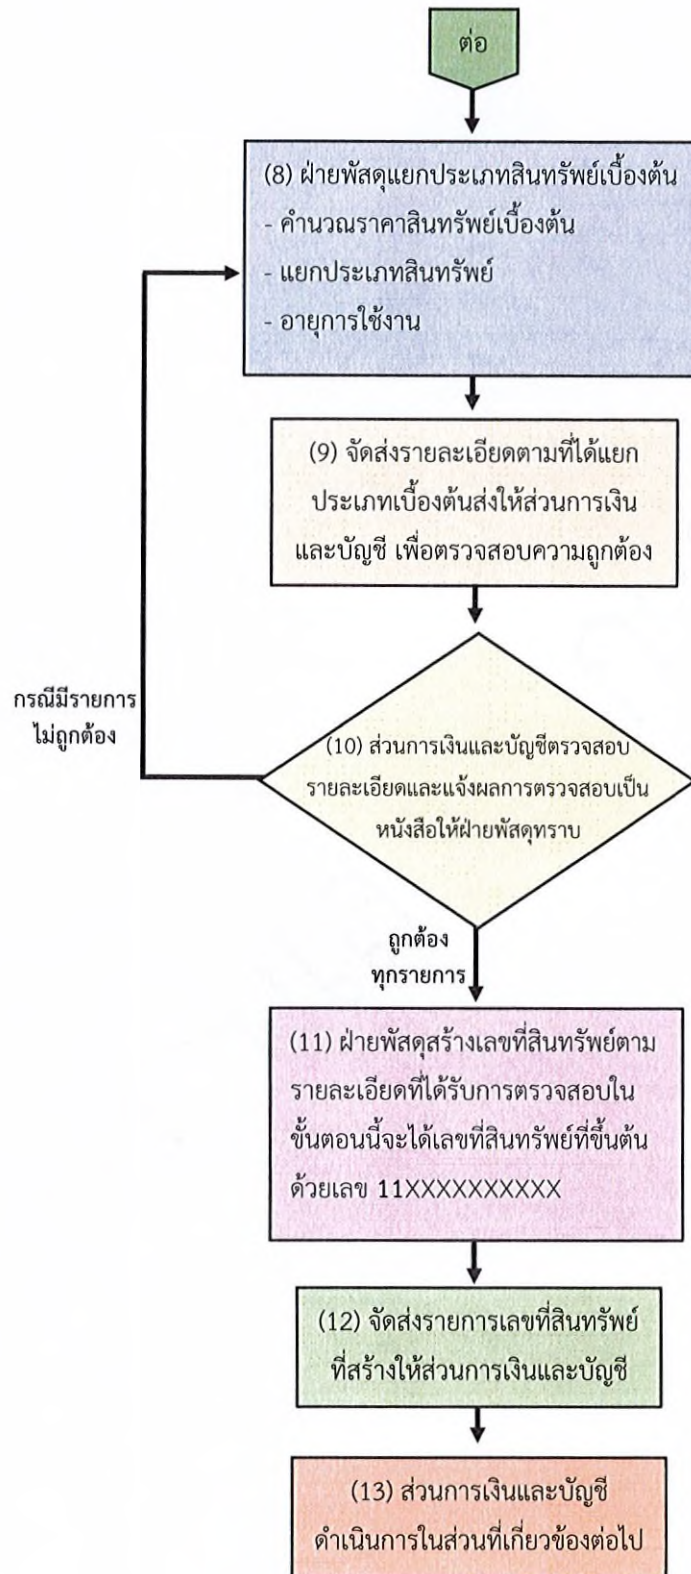 ต่อ
(8) ฝ่ายพัสดุแยกประเภทสินทรัพย์เบื้องต้น
- คำนวณราคาสินทรัพย์เบื้องต้น
- แยกประเภทสินทรัพย์
- อายุการใช้งาน
(9) จัดส่งรายละเอียดตามที่ได้แยก
ประเภทเบื้องต้นส่งให้ส่วนการเงิน
และบัญชี เพื่อตรวจสอบความถูกต้อง
กรณีมีรายการ
ไม่ถูกต้อง
(10) ส่วนการเงินและบัญชีตรวจสอบ
รายละเอียดและแจ้งผลการตรวจสอบเป็น
หนังสือให้ฝ่ายพัสดุทราบ
ถูกต้อง
ทุกรายการ
(11) ฝ่ายพัสดุสร้างเลขที่สินทรัพย์ตาม
รายละเอียดที่ได้รับการตรวจสอบใน
ขั้นตอนนี้จะได้เลขที่สินทรัพย์ที่ขึ้นต้น
ด้วยเลข 11XXXXXXXXXX
(12) จัดส่งรายการเลขที่สินทรัพย์
ที่สร้างให้ส่วนการเงินและบัญชี
(13) ส่วนการเงินและบัญชี
ดำเนินการในส่วนที่เกี่ยวข้องต่อไป